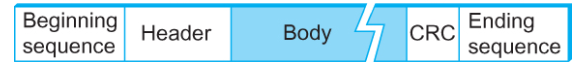 Beginning
sequence
Header
Body
CRC
Ending
sequence